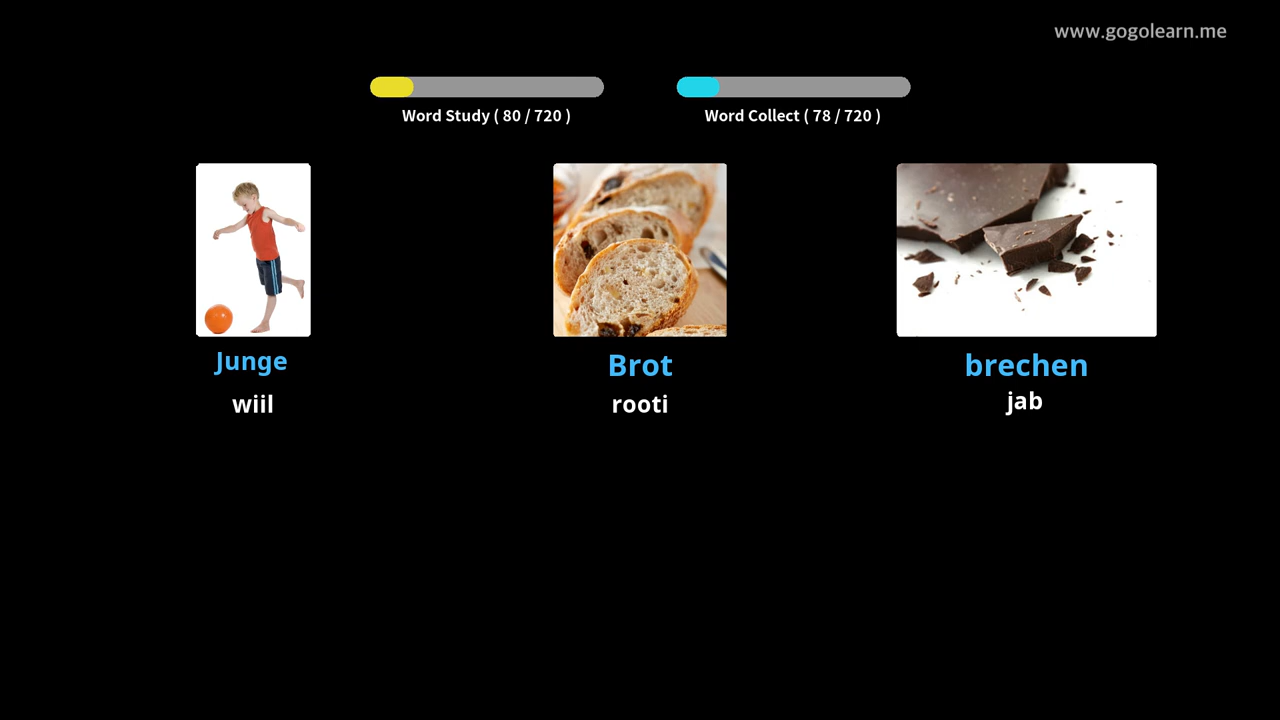 www.gogolearn.me
Word Study ( 80 / 720 )
Word Collect ( 78 / 720 )
Junge
wiil
Brot
rooti
brechen
jab